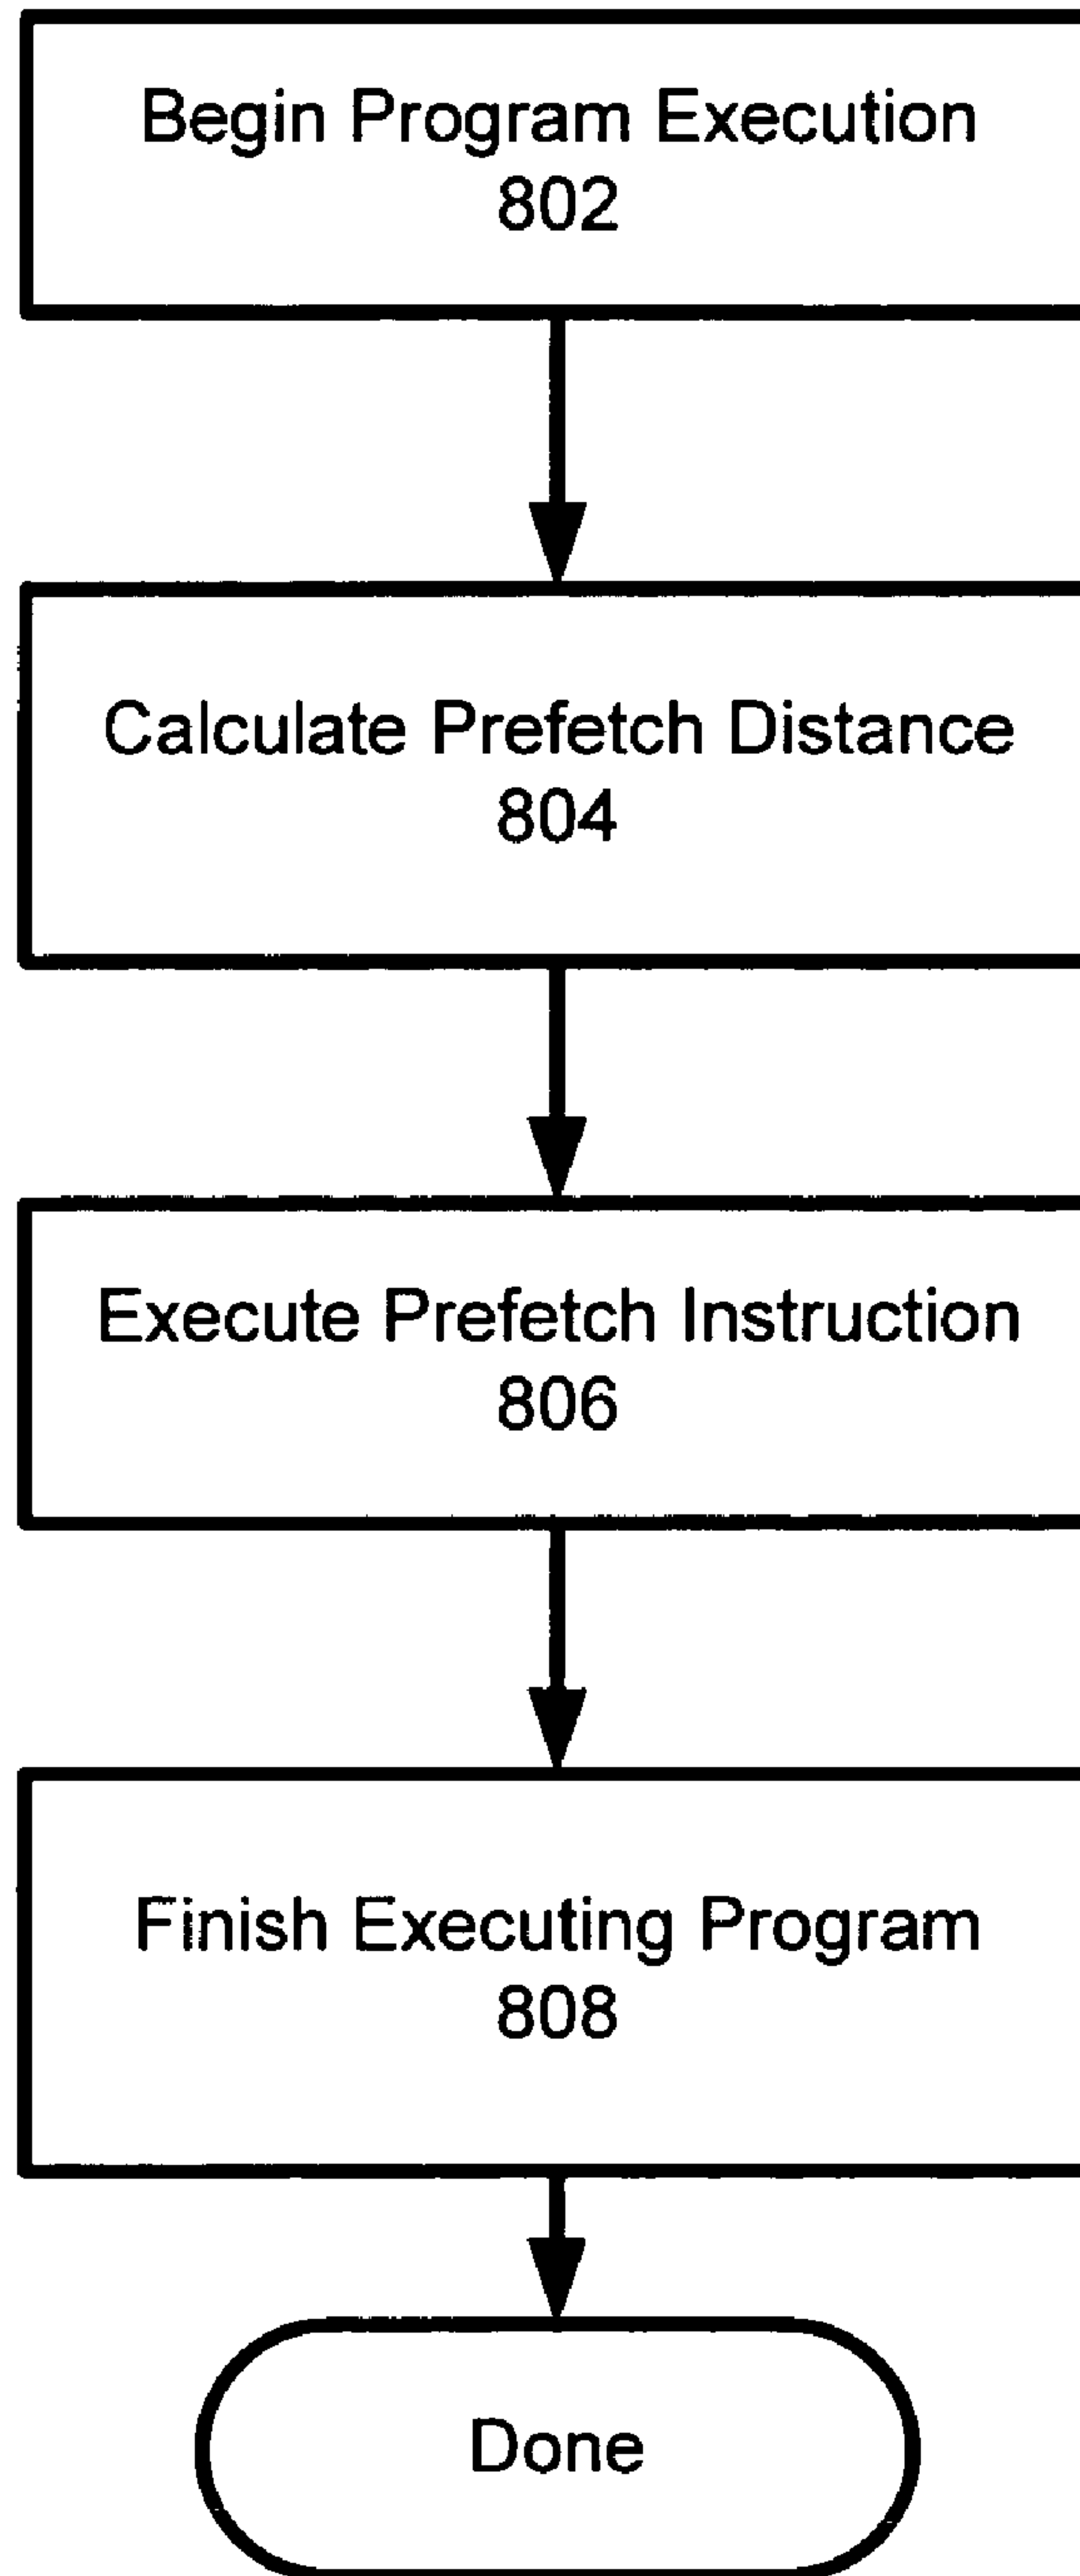 Begin Program Execution
802
Calculate Prefetch Distance
804
Execute Prefetch Instruction
806
Finish Executing Program
808
Done